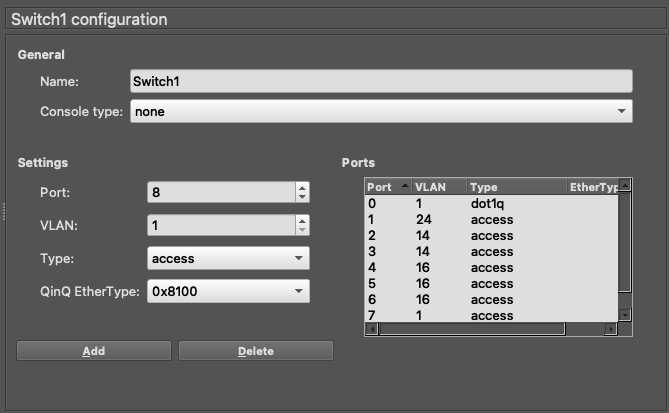 Switch1 configuration
General
Name: Switch1
Console type: none
Settings
Port: 8
VLAN: 1
Type: access
QinQ EtherType: 0x8100
Add Delete
Ports
Port VLAN Type EtherTyp
0 1 dot1q
1 24 access
2 14 access
3 14 access
4 16 access
5 16 access
6 16 access
7 1 access